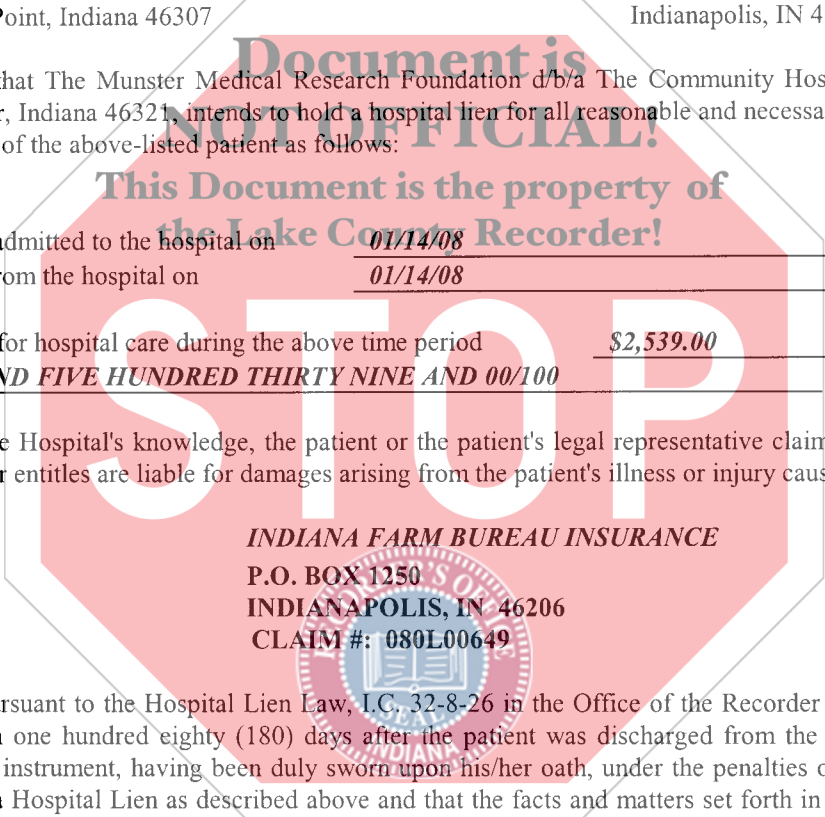 Point, Indiana 46307 Indianapolis, IN 4
Document is
hat The Munster Medical Research Foundation d/b/a The Community Hos
r, Indiana 46321, intends to hold a hospital lien for all reasonable and necessa
NOT OFFICIAL!
of the above-listed patient as follows:
This Document is the property of
the Lake County Recorder!
admitted to the hospital on 01/14/08
om the hospital on 01/14/08
STOP
for hospital care during the above time period $2,539.00
ND FIVE HUNDRED THIRTY NINE AND 00/100
e Hospital's knowledge, the patient or the patient's legal representative claim
r entitles are liable for damages arising from the patient's illness or injury caus
INDIANA FARM BUREAU INSURANCE
P.O. BOX 1250
INDIANAPOLIS, IN 46206
CLAIM #: 080L00649
RECORDER'S OFFICE
SEAL
INDIANA
rsuant to the Hospital Lien Law, I.C. 32-8-26 in the Office of the Recorder
one hundred eighty (180) days after the patient was discharged from the
instrument, having been duly sworn upon his/her oath, under the penalties o
a Hospital Lien as described above and that the facts and matters set forth in